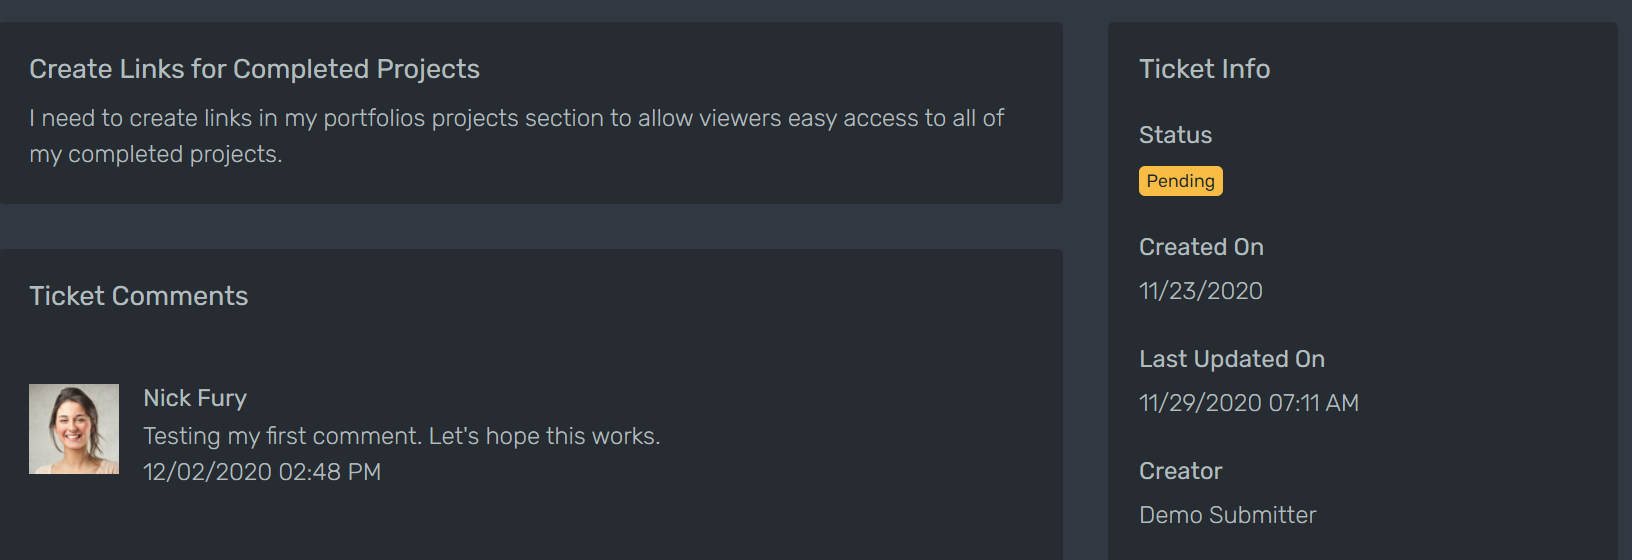 Create Links for Completed Projects
I need to create links in my portfolios projects section to allow viewers easy access to all of
my completed projects.
Ticket Comments
Nick Fury
Testing my first comment. Let's hope this works.
12/02/2020 02:48 PM
Ticket Info
Status
Pending
Created On
11/23/2020
Last Updated On
11/29/2020 07:11 AM
Creator
Demo Submitter